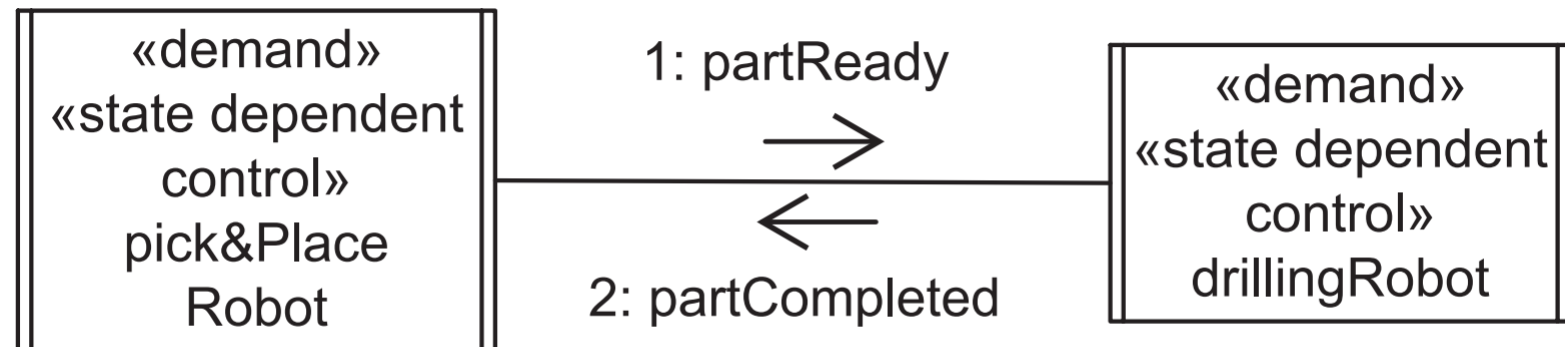 «demand»
«state dependent
control»
pick&Place
Robot
1: partReady
2: partCompleted
«demand»
«state dependent
control»
drillingRobot